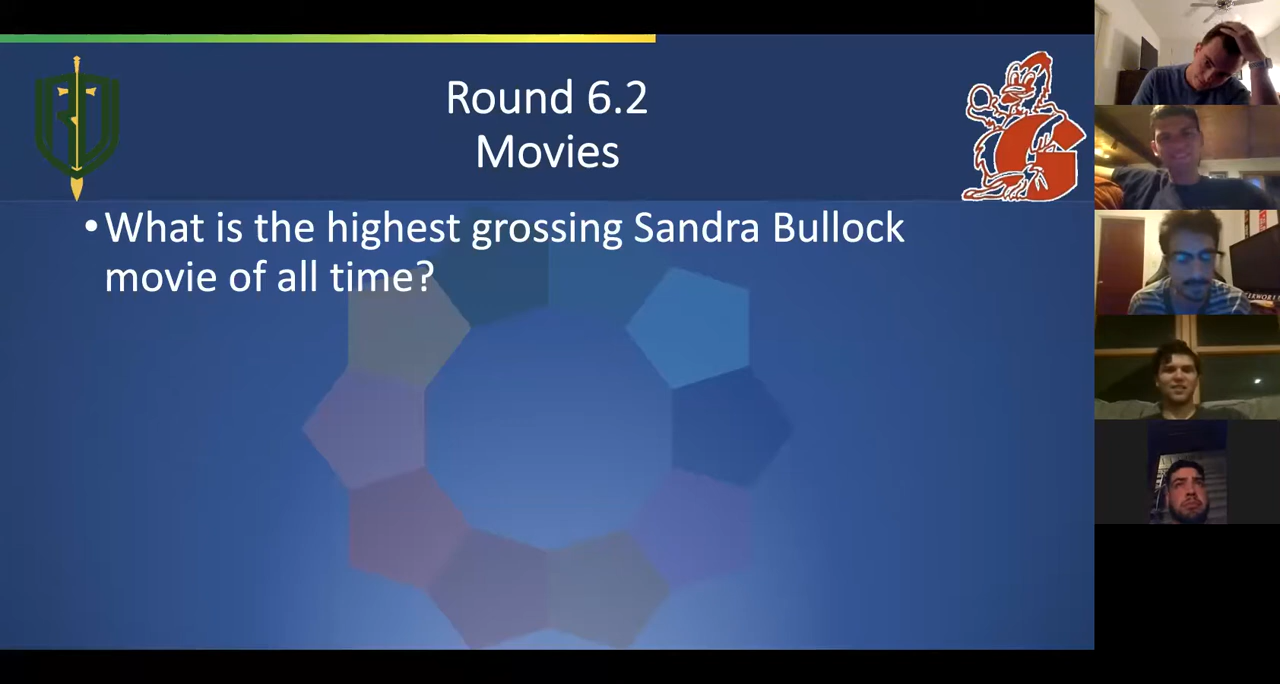 Round 6.2
Movies
•What is the highest grossing Sandra Bullock
movie of all time?